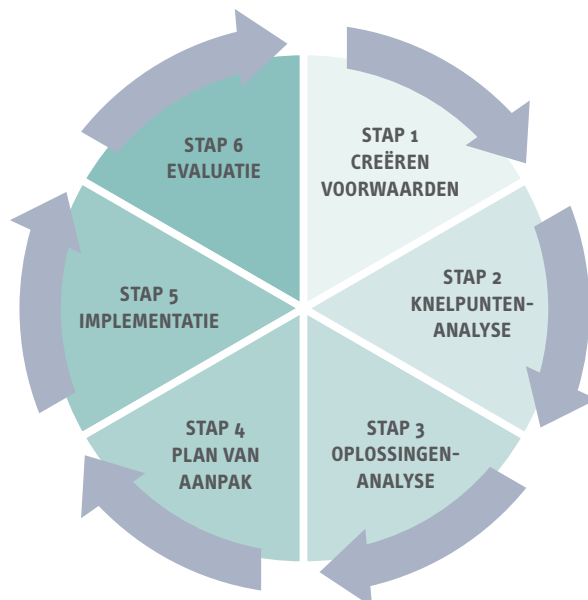 STAP 1
CREËREN
VOORWAARDEN
STAP 2
KNELPUNTEN-
ANALYSE
STAP 3
OPLOSSINGEN-
ANALYSE
STAP 4
PLAN VAN
AANPAK
STAP 5
IMPLEMENTATIE
STAP 6
EVALUATIE